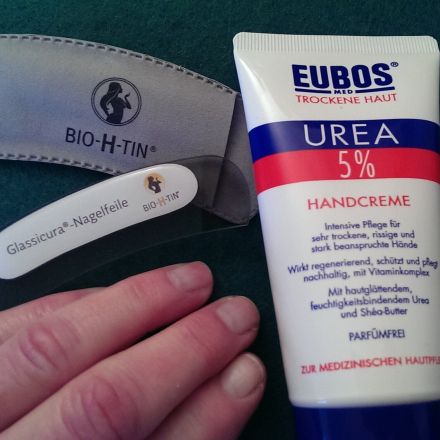 BIO-H-TIN®
Glassicura®-Nagelfeile
BIO-H-TIN®
EUBOS®
MED
TROCKENE HAUT
UREA
5%
HANDCREME
Intensive Pflege für
sehr trockene, rissige und
stark beanspruchte Hände
Wirkt regenerierend, schützt und pflegt
nachhaltig, mit Vitaminkomplex
Mit hautglättendem,
feuchtigkeitsbindendem Urea
und Shéa-Butter
PARFÜMFREI
ZUR MEDIZINISCHEN HAUTPFLE